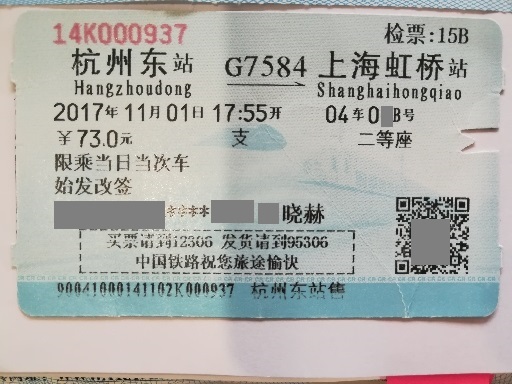 14K000937 检票:15B
杭州东站 G7584 上海虹桥站
Hangzhoudong Shanghaihongqiao
2017年11月01日17:55开 04车0B号
¥73.0元 支 二等座
限乘当日当次车
始发改签
**** 晓赫
买票请到12306 发货请到95306
中国铁路祝您旅途愉快
90041000141102K000937 杭州东站售